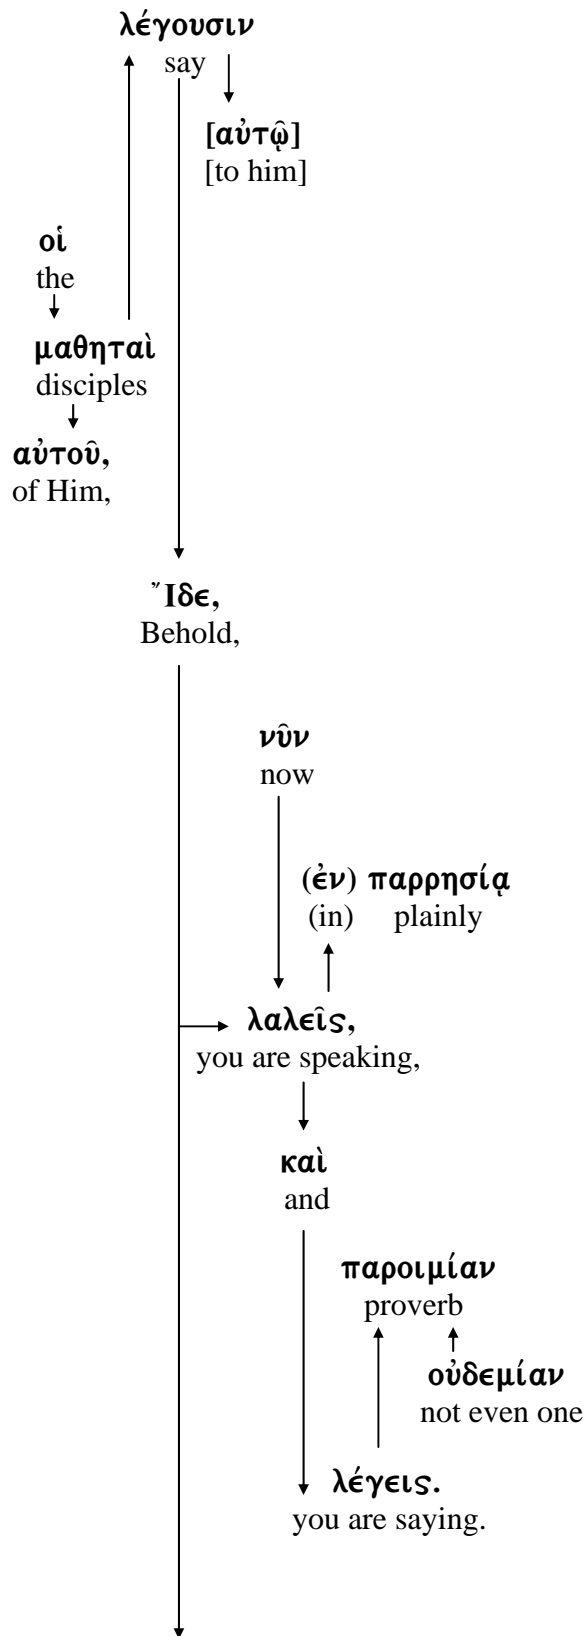 λέγουσιν
say
[αὐτῷ]
[to him]
οἱ
the
μαθηταὶ
disciples
αὐτοῦ,
of Him,
Ἴδε,
Behold,
νῦν
now
(ἐν) παρρησίᾳ
(in) plainly
λαλεῖς,
you are speaking,
καὶ
and
παροιμίαν
proverb
οὐδεμίαν
not even one
λέγεις.
you are saying.